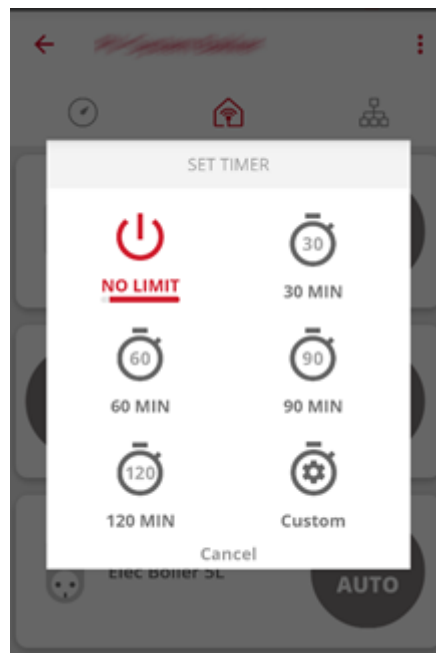 SET TIMER
NO LIMIT
30
30 MIN
60
60 MIN
90
90 MIN
120
120 MIN
Custom
Cancel
Elec Boiler 5L
AUTO